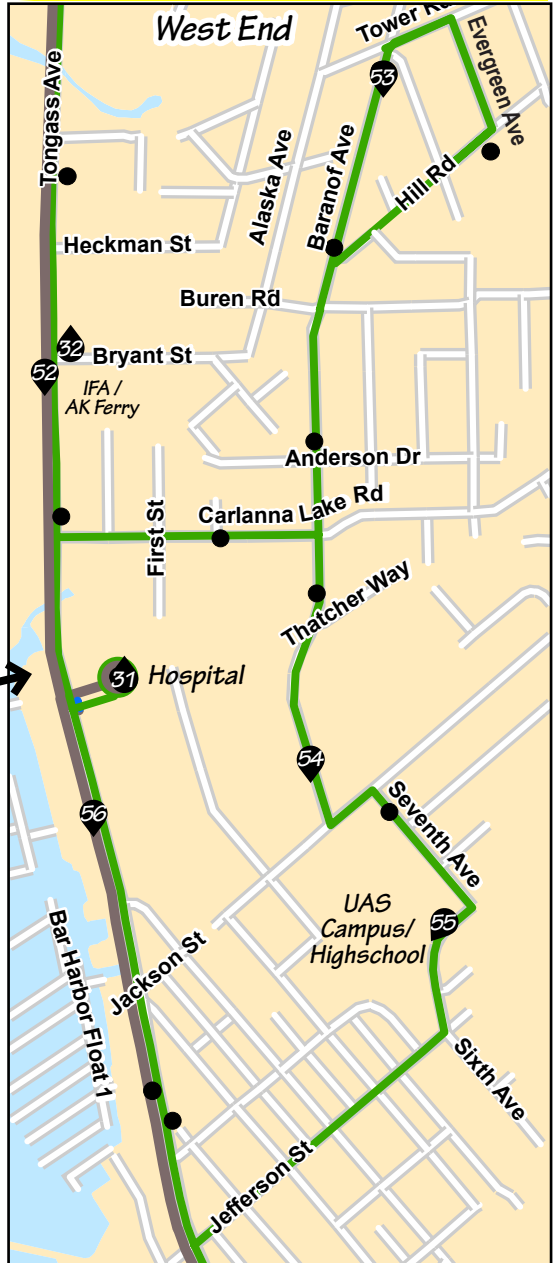 West End
Tower
Evergreen Ave
Tongass Ave
53
Alaska Ave
Baranof Ave
Hill Rd
Heckman St
Buren Rd
32
Bryant St
52
IFA /
AK Ferry
Anderson Dr
Carlanna Lake Rd
First St
Thatcher Way
31
Hospital
54
56
Seventh Ave
UAS
Campus/
Highschool
55
Bar Harbor Float 1
Jackson St
Sixth Ave
Jefferson St